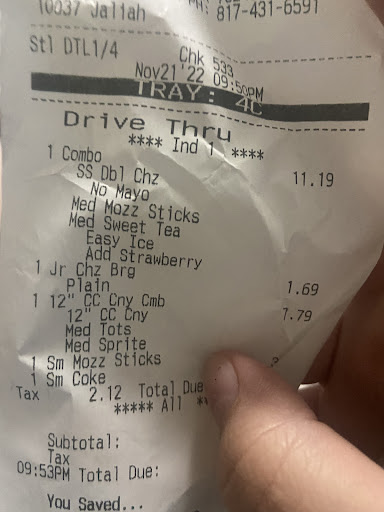 10037 Jallah
PH: 817-431-6591
Stl DTL1/4
Chk 533
Nov21'22 09:50PM
TRAY: 4C
Drive Thru
**** Ind 1 ****
1 Combo 11.19
SS Dbl Chz
No Mayo
Med Mozz Sticks
Med Sweet Tea
Easy Ice
Add Strawberry
1 Jr Chz Brg 1.69
Plain
1 12" CC Cny Cmb 7.79
12" CC Cny
Med Tots
Med Sprite
1 Sm Mozz Sticks
1 Sm Coke
Tax 2.12 Total Due
***** All *
Subtotal:
Tax
09:53PM Total Due:
You Saved...